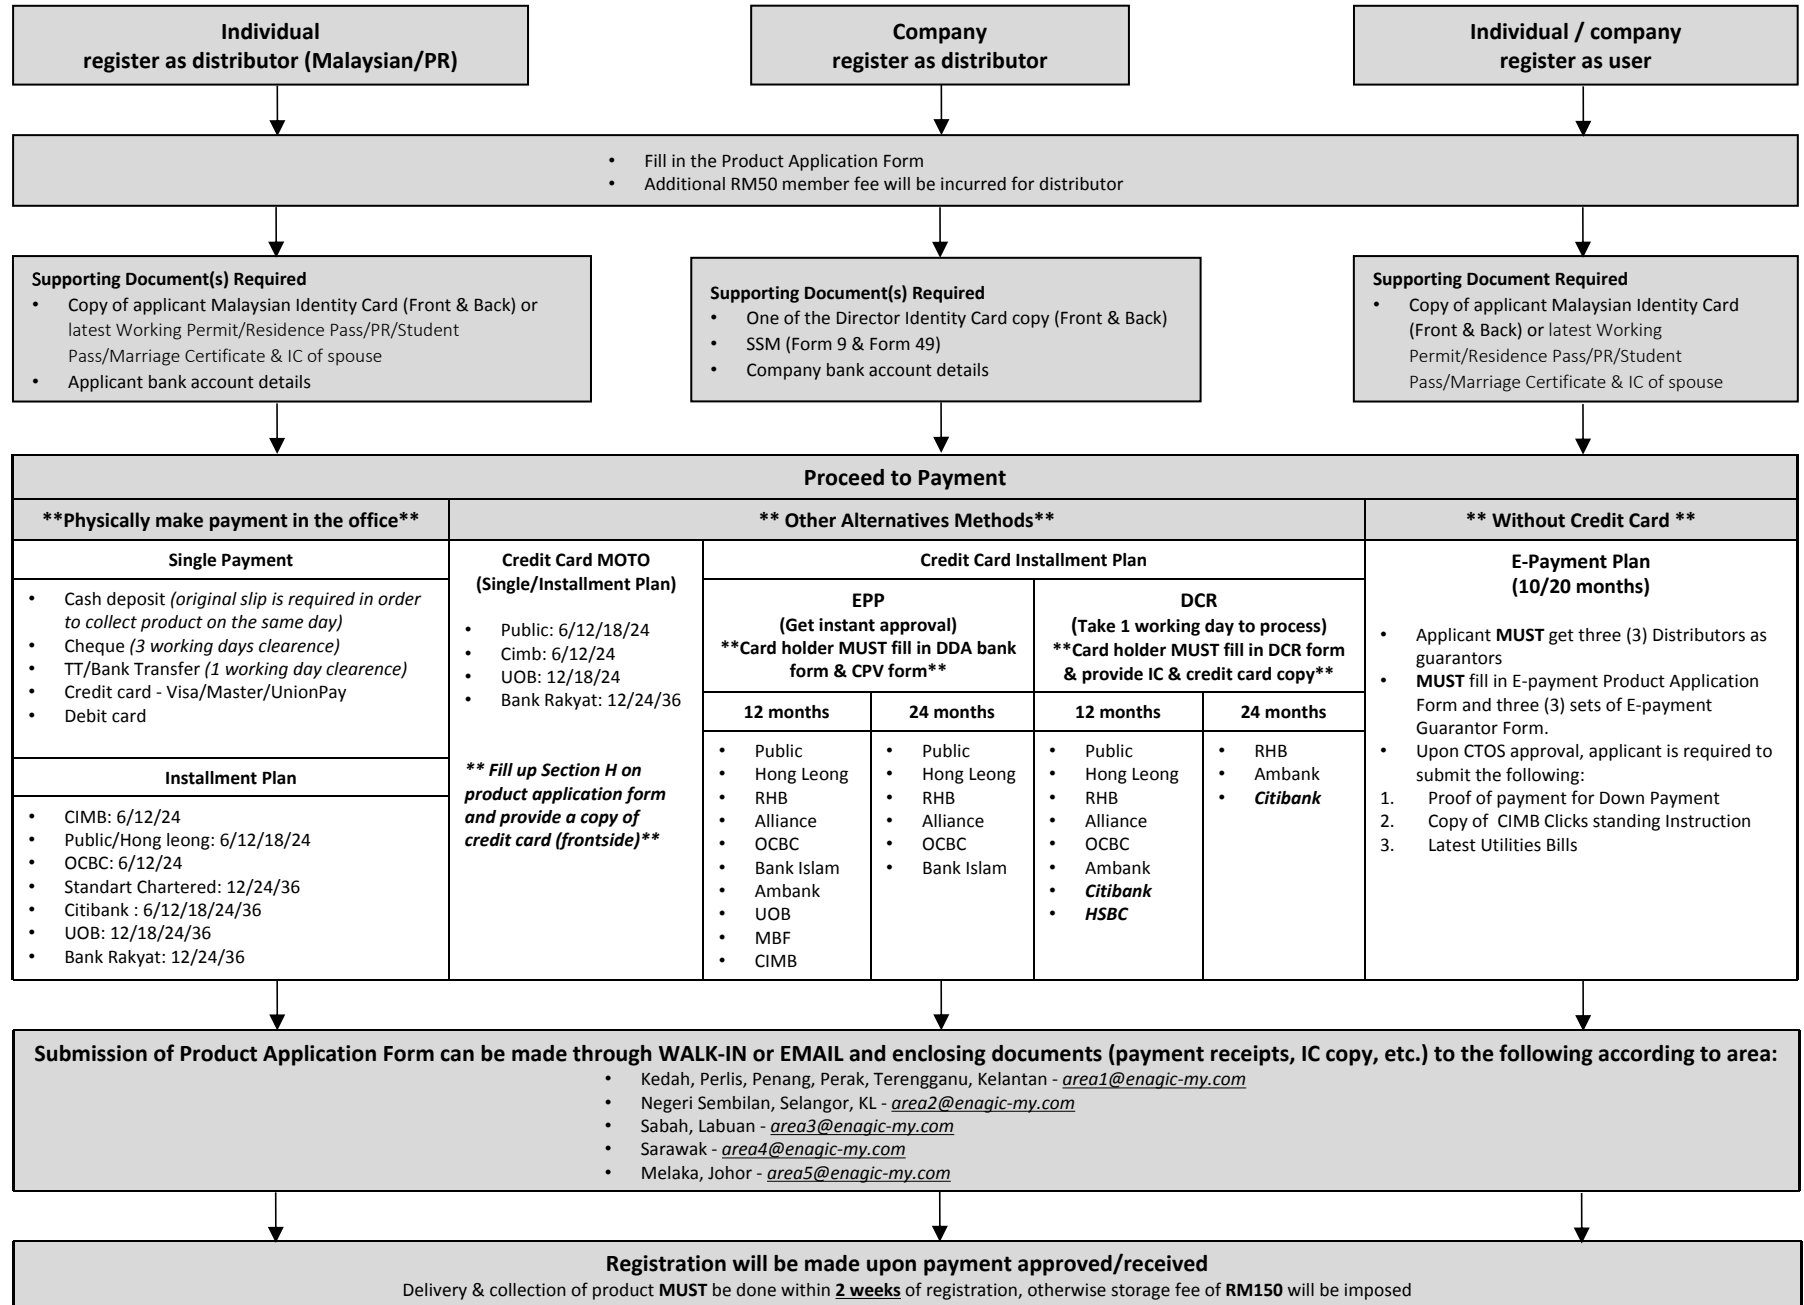 Individual
register as distributor (Malaysian/PR)
Company
register as distributor
Individual / company
register as user
• Fill in the Product Application Form
• Additional RM50 member fee will be incurred for distributor
Supporting Document(s) Required
• Copy of applicant Malaysian Identity Card (Front & Back) or
latest Working Permit/Residence Pass/PR/Student
Pass/Marriage Certificate & IC of spouse
• Applicant bank account details
Supporting Document(s) Required
• One of the Director Identity Card copy (Front & Back)
• SSM (Form 9 & Form 49)
• Company bank account details
Supporting Document Required
• Copy of applicant Malaysian Identity Card
(Front & Back) or latest Working
Permit/Residence Pass/PR/Student
Pass/Marriage Certificate & IC of spouse
Proceed to Payment
**Physically make payment in the office**
** Other Alternatives Methods**
** Without Credit Card **
Single Payment
• Cash deposit (original slip is required in order
to collect product on the same day)
• Cheque (3 working days clearence)
• TT/Bank Transfer (1 working day clearence)
• Credit card - Visa/Master/UnionPay
• Debit card
Installment Plan
• CIMB: 6/12/24
• Public/Hong leong: 6/12/18/24
• OCBC: 6/12/24
• Standart Chartered: 12/24/36
• Citibank : 6/12/18/24/36
• UOB: 12/18/24/36
• Bank Rakyat: 12/24/36
Credit Card MOTO
(Single/Installment Plan)
• Public: 6/12/18/24
• Cimb: 6/12/24
• UOB: 12/18/24
• Bank Rakyat: 12/24/36
** Fill up Section H on
product application form
and provide a copy of
credit card (frontside)**
Credit Card Installment Plan
EPP
(Get instant approval)
**Card holder MUST fill in DDA bank
form & CPV form**
12 months
• Public
• Hong Leong
• RHB
• Alliance
• OCBC
• Bank Islam
• Ambank
• UOB
• MBF
• CIMB
24 months
• Public
• Hong Leong
• RHB
• Alliance
• OCBC
• Bank Islam
DCR
(Take 1 working day to process)
**Card holder MUST fill in DCR form
& provide IC & credit card copy**
12 months
• Public
• Hong Leong
• RHB
• Alliance
• OCBC
• Ambank
• Citibank
• HSBC
24 months
• RHB
• Ambank
• Citibank
E-Payment Plan
(10/20 months)
• Applicant MUST get three (3) Distributors as
guarantors
• MUST fill in E-payment Product Application
Form and three (3) sets of E-payment
Guarantor Form.
• Upon CTOS approval, applicant is required to
submit the following:
1. Proof of payment for Down Payment
2. Copy of CIMB Clicks standing Instruction
3. Latest Utilities Bills
Submission of Product Application Form can be made through WALK-IN or EMAIL and enclosing documents (payment receipts, IC copy, etc.) to the following according to area:
• Kedah, Perlis, Penang, Perak, Terengganu, Kelantan - area1@enagic-my.com
• Negeri Sembilan, Selangor, KL - area2@enagic-my.com
• Sabah, Labuan - area3@enagic-my.com
• Sarawak - area4@enagic-my.com
• Melaka, Johor - area5@enagic-my.com
Registration will be made upon payment approved/received
Delivery & collection of product MUST be done within 2 weeks of registration, otherwise storage fee of RM150 will be imposed